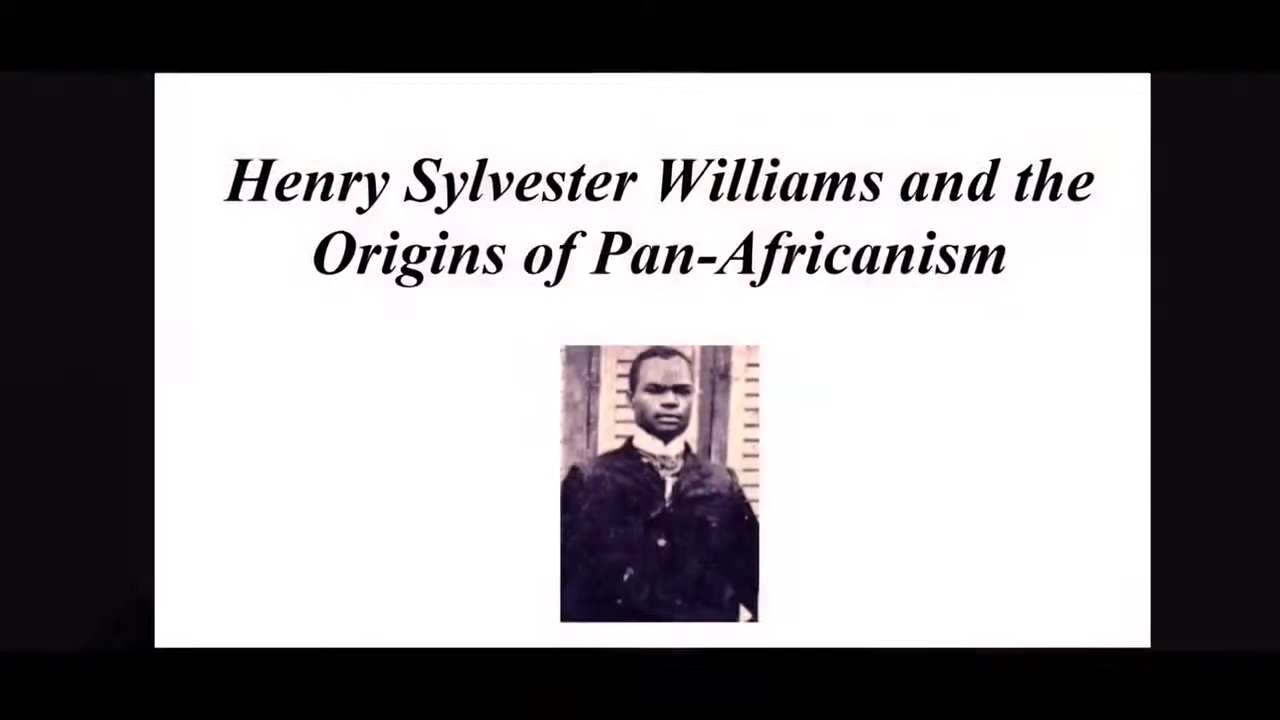 Henry Sylvester Williams and the
Origins of Pan-Africanism